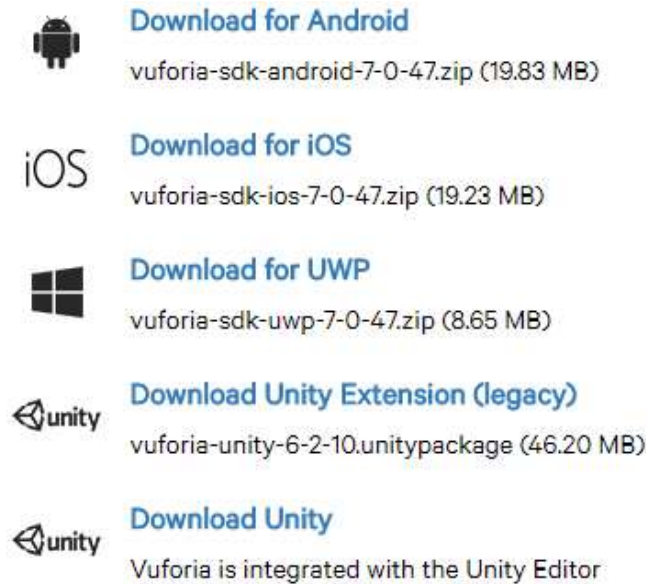 Download for Android
vuforia-sdk-android-7-0-47.zip (19.83 MB)
iOS
Download for iOS
vuforia-sdk-ios-7-0-47.zip (19.23 MB)
Download for UWP
vuforia-sdk-uwp-7-0-47.zip (8.65 MB)
unity
Download Unity Extension (legacy)
vuforia-unity-6-2-10.unitypackage (46.20 MB)
unity
Download Unity
Vuforia is integrated with the Unity Editor